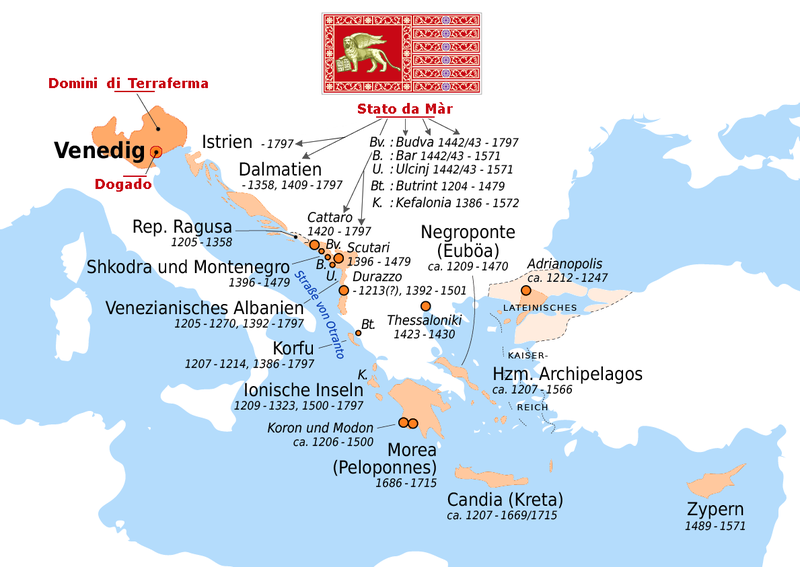 Domini di Terraferma
Stato da Màr
Venedig
Dogado
Istrien - 1797
Dalmatien
- 1358, 1409 - 1797
Bv. : Budva 1442/43 - 1797
B. : Bar 1442/43 - 1571
U. : Ulcinj 1442/43 - 1571
Bt. : Butrint 1204 - 1479
K. : Kefalonia 1386 - 1572
Cattaro
1420 - 1797
Rep. Ragusa
1205 - 1358
Bv.
Scutari
1396 - 1479
B.
U.
Negroponte
(Euböa)
ca. 1209 - 1470
Adrianopolis
ca. 1212 - 1247
Shkodra und Montenegro
1396 - 1479
Durazzo
- 1213(?), 1392 - 1501
Straße von Otranto
LATEINISCHES
Venezianisches Albanien
1205 - 1270, 1392 - 1797
Thessaloniki
1423 - 1430
Bt.
Korfu
1207 - 1214, 1386 - 1797
KAISER-
K.
Hzm. Archipelagos
ca. 1207 - 1566
Ionische Inseln
1209 - 1323, 1500 - 1797
REICH
Koron und Modon
ca. 1206 - 1500
Morea
(Peloponnes)
1686 - 1715
Candia (Kreta)
ca. 1207 - 1669/1715
Zypern
1489 - 1571